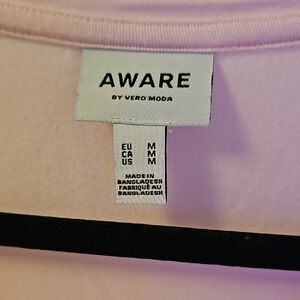 AWARE
BY VERO MODA
EU M
CA M
US M
MADE IN
BANGLADESH
FABRIQUÉ AU
BANGLADESH